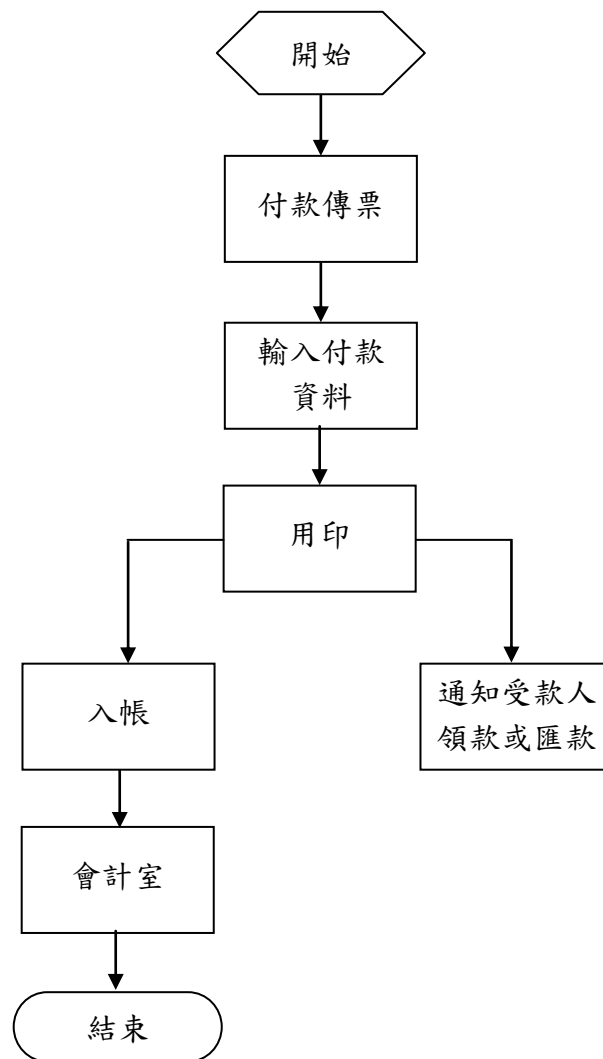 開始
付款傳票
輸入付款
資料
用印
入帳
通知受款人
領款或匯款
會計室
結束